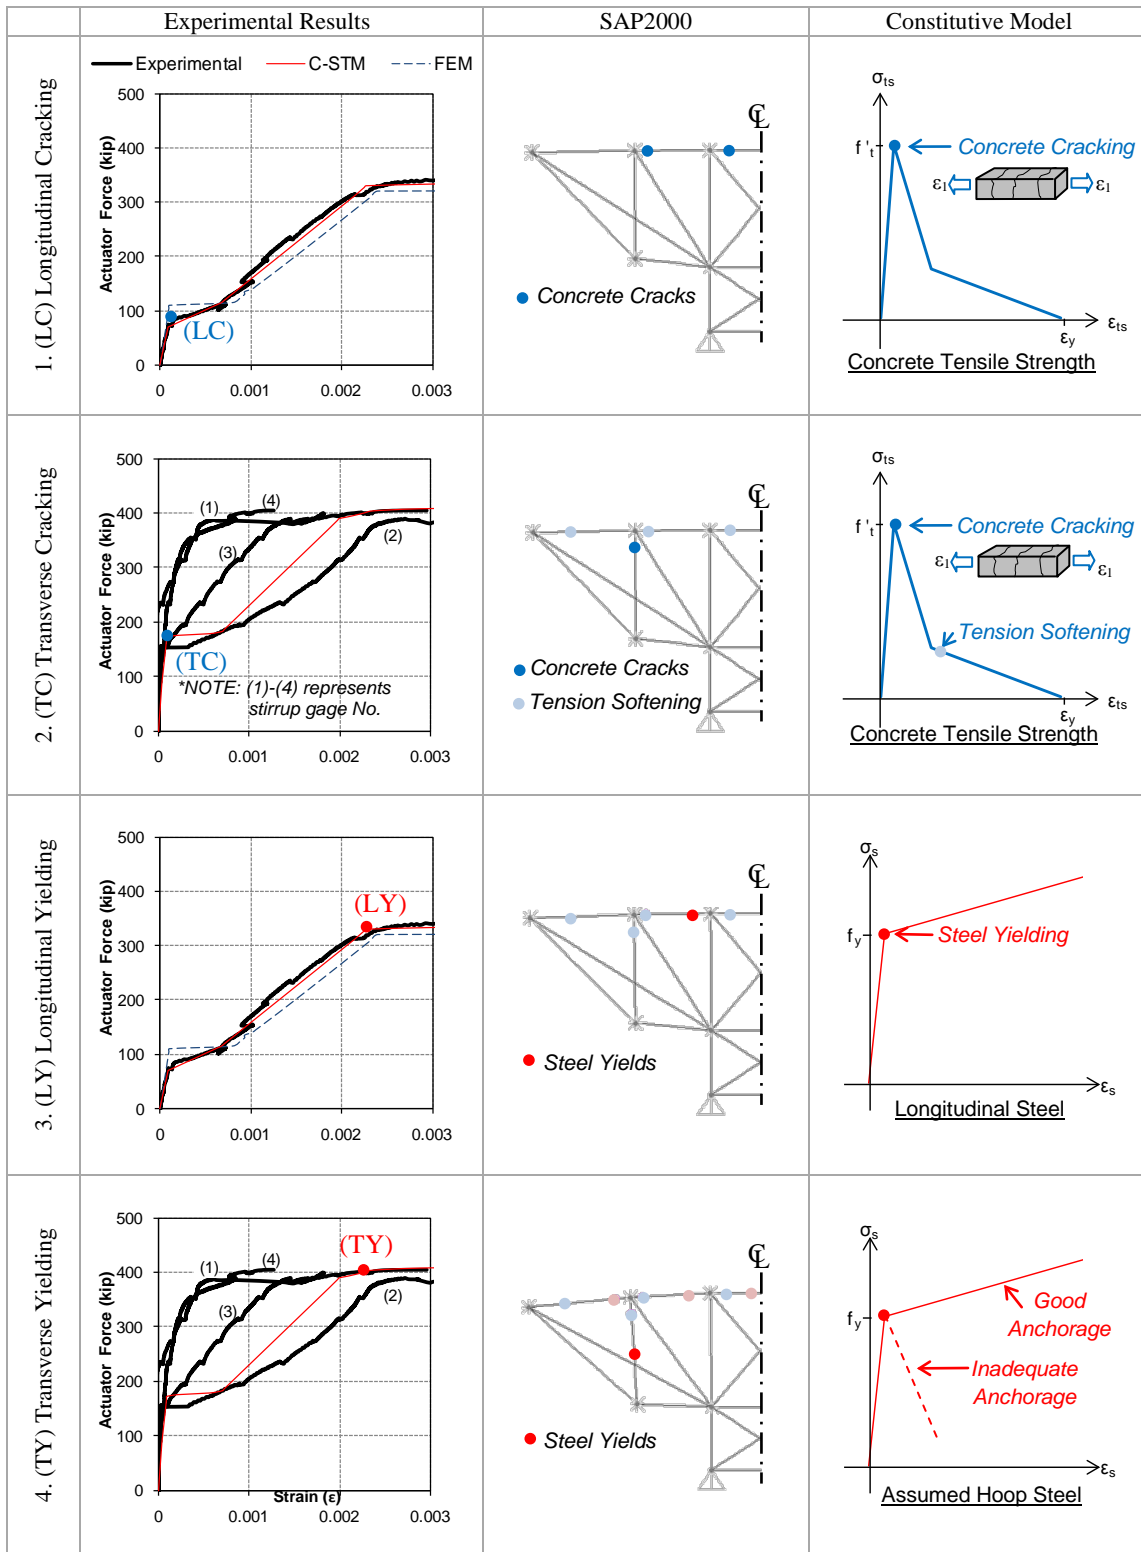 Experimental Results
SAP2000
Constitutive Model
1. (LC) Longitudinal Cracking
Experimental
C-STM
FEM
Actuator Force (kip)
500
400
300
200
100
0
0
0.001
0.002
0.003
(LC)
℄
Concrete Cracks
σts
f 't
Concrete Cracking
ε1
ε1
εy
εts
Concrete Tensile Strength
2. (TC) Transverse Cracking
Actuator Force (kip)
500
400
300
200
100
0
0
0.001
0.002
0.003
(1)
(4)
(3)
(2)
(TC)
*NOTE: (1)-(4) represents
stirrup gage No.
℄
Concrete Cracks
Tension Softening
σts
f 't
Concrete Cracking
ε1
ε1
Tension Softening
εy
εts
Concrete Tensile Strength
3. (LY) Longitudinal Yielding
Actuator Force (kip)
500
400
300
200
100
0
0
0.001
0.002
0.003
(LY)
℄
Steel Yields
σs
fy
Steel Yielding
εs
Longitudinal Steel
4. (TY) Transverse Yielding
Actuator Force (kip)
500
400
300
200
100
0
0
0.001
0.002
0.003
Strain (ε)
(1)
(4)
(3)
(2)
(TY)
℄
Steel Yields
σs
fy
Good
Anchorage
Inadequate
Anchorage
εs
Assumed Hoop Steel